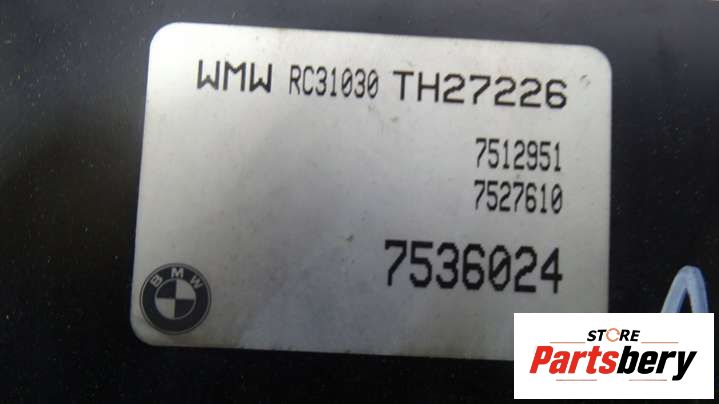 WMW RC31030 TH27226
7512951
7527610
7536024
BMW
STORE
Partsbery